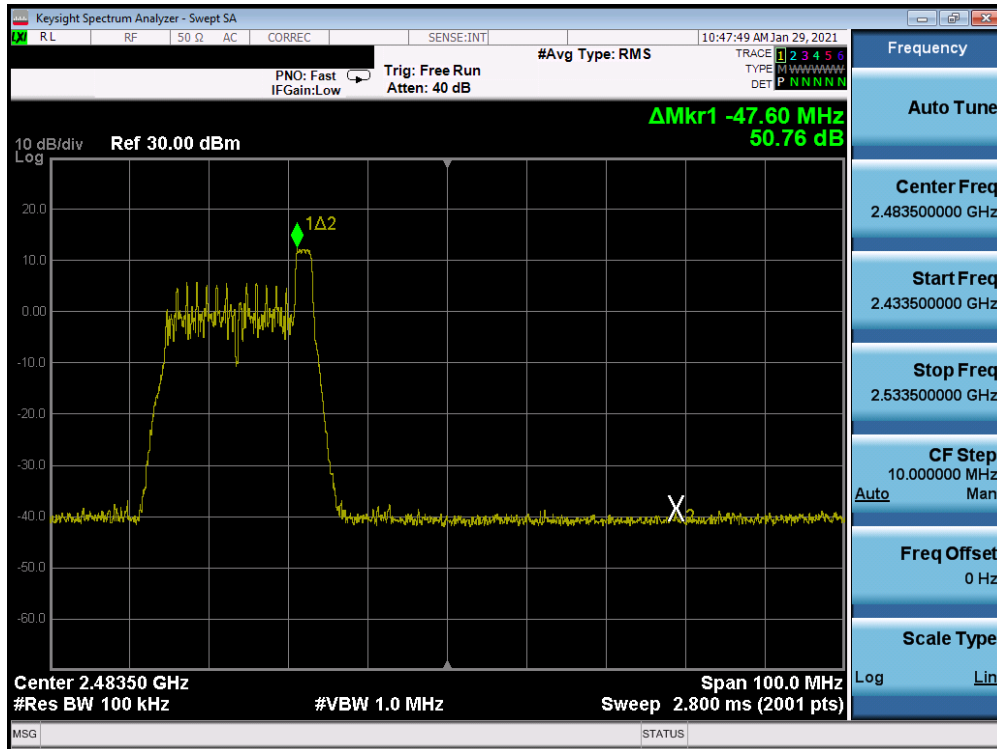 Keysight Spectrum Analyzer - Swept SA
LXI RL RF 50 Ω AC CORREC SENSE:INT 10:47:49 AM Jan 29, 2021
#Avg Type: RMS TRACE 1 2 3 4 5 6
PNO: Fast Trig: Free Run TYPE M WWWWW
IFGain:Low Atten: 40 dB DET P N N N N N
ΔMkr1 -47.60 MHz
50.76 dB
10 dB/div Ref 30.00 dBm
Log
1Δ2
20.0
10.0
0.00
-10.0
-20.0
-30.0
-40.0
X2
-50.0
-60.0
Center 2.48350 GHz Span 100.0 MHz
#Res BW 100 kHz #VBW 1.0 MHz Sweep 2.800 ms (2001 pts)
MSG STATUS
Frequency
Auto Tune
Center Freq
2.483500000 GHz
Start Freq
2.433500000 GHz
Stop Freq
2.533500000 GHz
CF Step
10.000000 MHz
Auto Man
Freq Offset
0 Hz
Scale Type
Log Lin